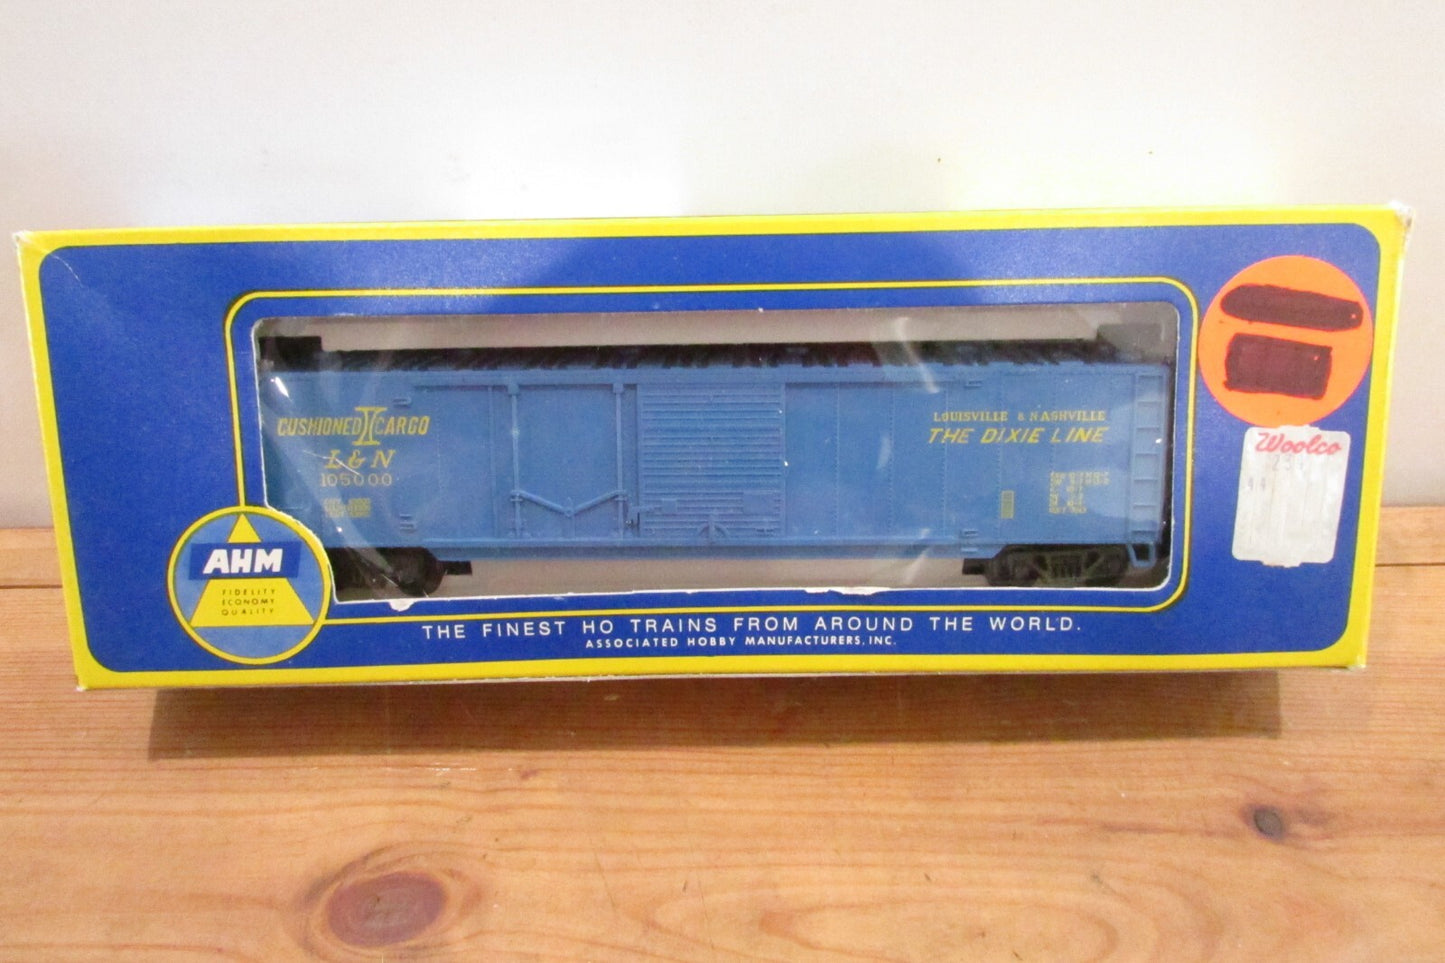 CUSHIONED II CARGO
L & N
105000
LOUISVILLE & NASHVILLE
THE DIXIE LINE
Woolco
AHM
FIDELITY
ECONOMY
QUALITY
THE FINEST HO TRAINS FROM AROUND THE WORLD.
ASSOCIATED HOBBY MANUFACTURERS, INC.